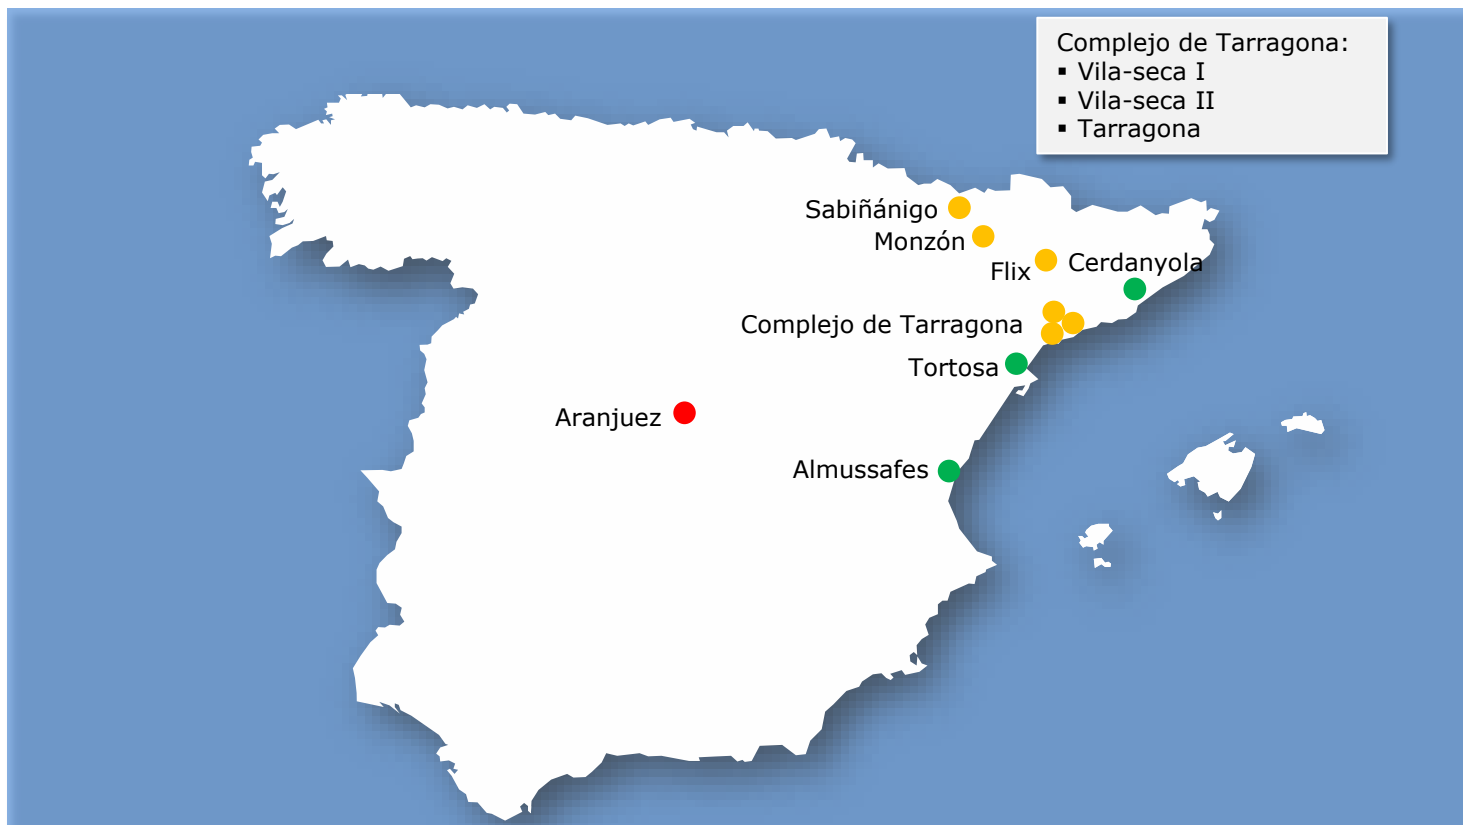 Complejo de Tarragona:
▪ Vila-seca I
▪ Vila-seca II
▪ Tarragona
Sabiñánigo
Monzón
Flix
Cerdanyola
Complejo de Tarragona
Tortosa
Aranjuez
Almussafes